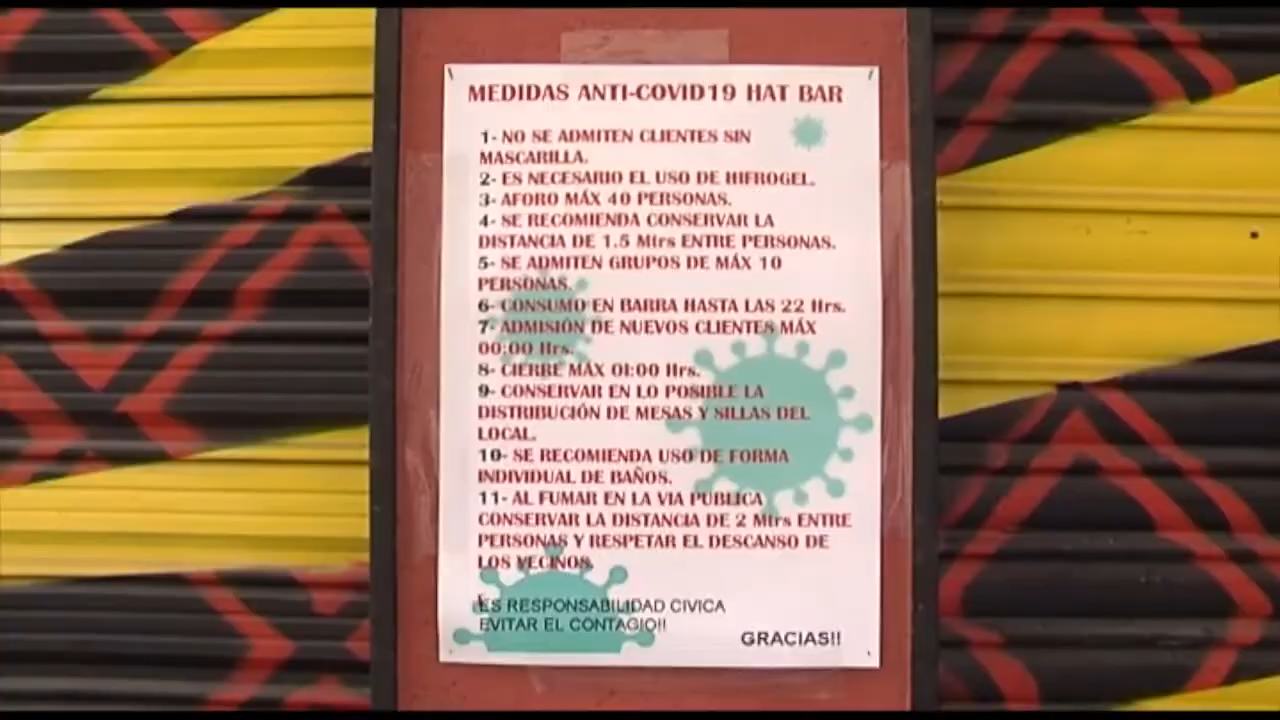 MEDIDAS ANTI-COVID19 HAT BAR
1- NO SE ADMITEN CLIENTES SIN
MASCARILLA.
2- ES NECESARIO EL USO DE HIFROGEL.
3- AFORO MÁX 40 PERSONAS.
4- SE RECOMIENDA CONSERVAR LA
DISTANCIA DE 1.5 Mtrs ENTRE PERSONAS.
5- SE ADMITEN GRUPOS DE MÁX 10
PERSONAS.
6- CONSUMO EN BARRA HASTA LAS 22 Hrs.
7- ADMISIÓN DE NUEVOS CLIENTES MÁX
00:00 Hrs.
8- CIERRE MÁX 01:00 Hrs.
9- CONSERVAR EN LO POSIBLE LA
DISTRIBUCIÓN DE MESAS Y SILLAS DEL
LOCAL.
10- SE RECOMIENDA USO DE FORMA
INDIVIDUAL DE BAÑOS.
11- AL FUMAR EN LA VIA PUBLICA
CONSERVAR LA DISTANCIA DE 2 Mtrs ENTRE
PERSONAS Y RESPETAR EL DESCANSO DE
LOS VECINOS.
ES RESPONSABILIDAD CIVICA
EVITAR EL CONTAGIO!!
GRACIAS!!